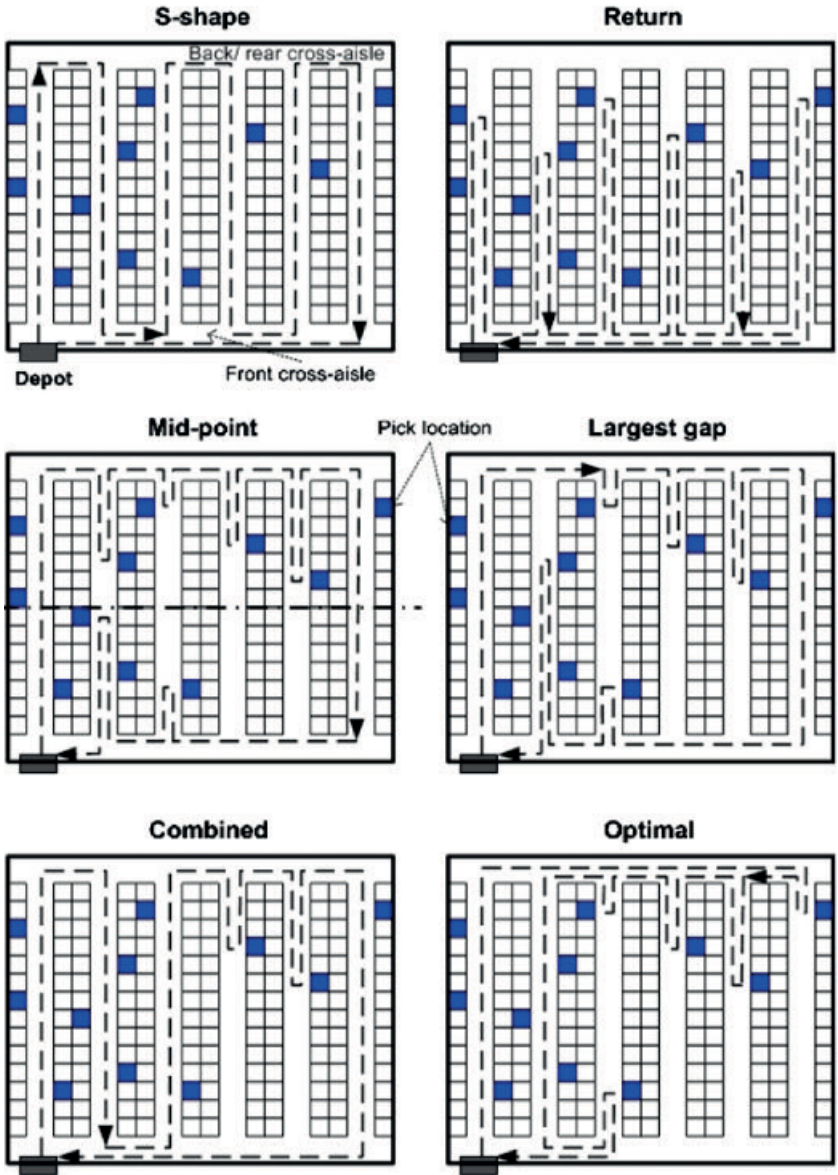 S-shape
Return
Back/ rear cross-aisle
Depot
Front cross-aisle
Mid-point
Pick location
Largest gap
Combined
Optimal